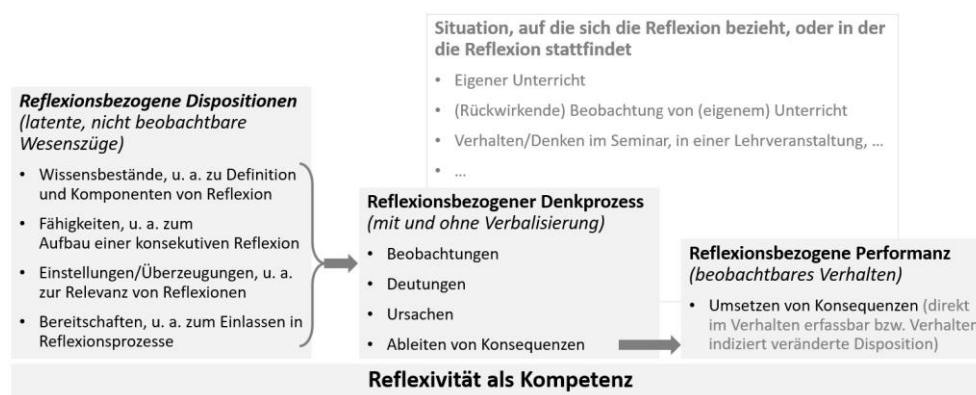 Situation, auf die sich die Reflexion bezieht, oder in der
die Reflexion stattfindet
• Eigener Unterricht
• (Rückwirkende) Beobachtung von (eigenem) Unterricht
• Verhalten/Denken im Seminar, in einer Lehrveranstaltung, …
• …
Reflexionsbezogene Dispositionen
(latente, nicht beobachtbare
Wesenszüge)
• Wissensbestände, u. a. zu Definition
und Komponenten von Reflexion
• Fähigkeiten, u. a. zum
Aufbau einer konsekutiven Reflexion
• Einstellungen/Überzeugungen, u. a.
zur Relevanz von Reflexionen
• Bereitschaften, u. a. zum Einlassen in
Reflexionsprozesse
Reflexionsbezogener Denkprozess
(mit und ohne Verbalisierung)
• Beobachtungen
• Deutungen
• Ursachen
• Ableiten von Konsequenzen
Reflexionsbezogene Performanz
(beobachtbares Verhalten)
• Umsetzen von Konsequenzen (direkt
im Verhalten erfassbar bzw. Verhalten
indiziert veränderte Disposition)
Reflexivität als Kompetenz